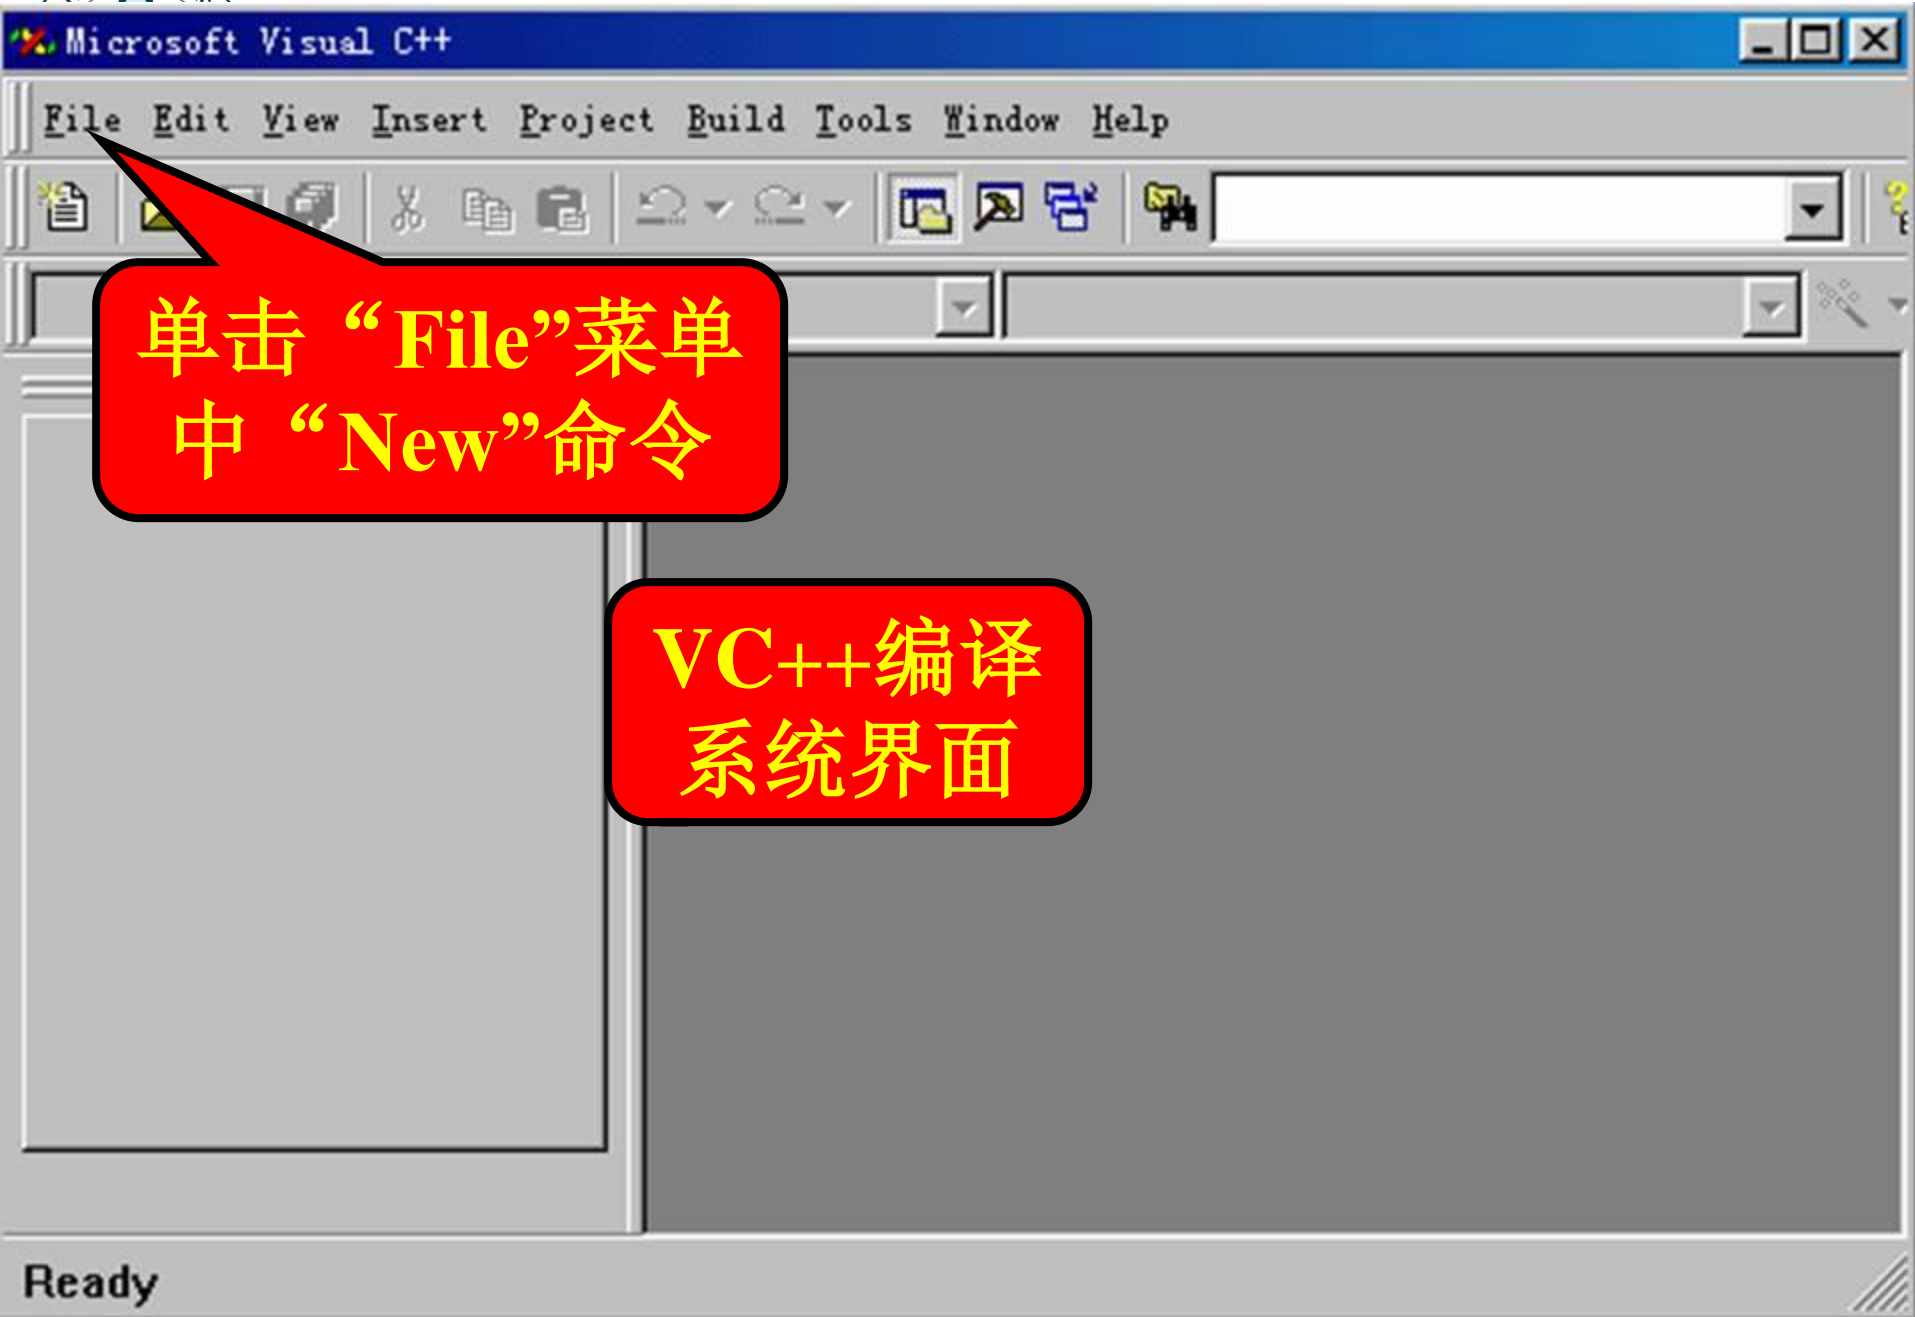 Microsoft Visual C++
File Edit View Insert Project Build Tools Window Help
单击“File”菜单
中“New”命令
VC++编译
系统界面
Ready